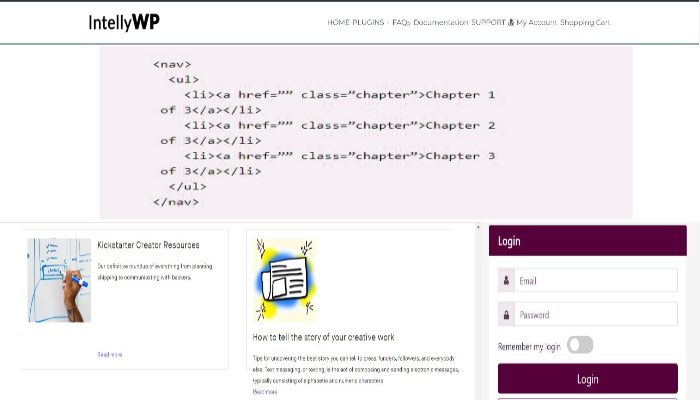 IntellyWP
HOME PLUGINS - FAQs Documentation SUPPORT My Account Shopping Cart
<nav>
<ul>
<li><a href=”” class=”chapter”>Chapter 1
of 3</a></li>
<li><a href=”” class=”chapter”>Chapter 2
of 3</a></li>
<li><a href=”” class=”chapter”>Chapter 3
of 3</a></li>
</ul>
</nav>
Kickstarter Creator Resources
Our definitive roundup of everything from planning
shipping to communicating with backers.
Read more
How to tell the story of your creative work
Tips for uncovering the best story you can tell to press, funders, followers, and everybody
else. Text messaging, or texting, is the act of composing and sending electronic messages,
typically consisting of alphabetic and numeric characters
Read more
Login
Email
Password
Remember my login
Login